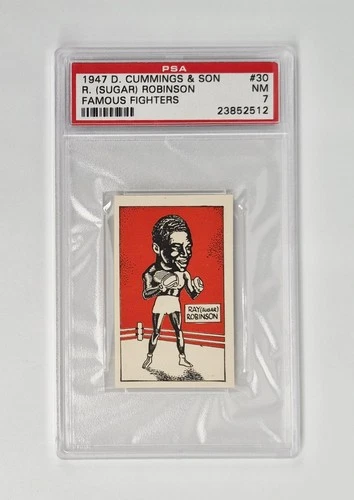 PSA
1947 D. CUMMINGS & SON #30
R. (SUGAR) ROBINSON NM
FAMOUS FIGHTERS 7
23852512
RAY (SUGAR)
ROBINSON